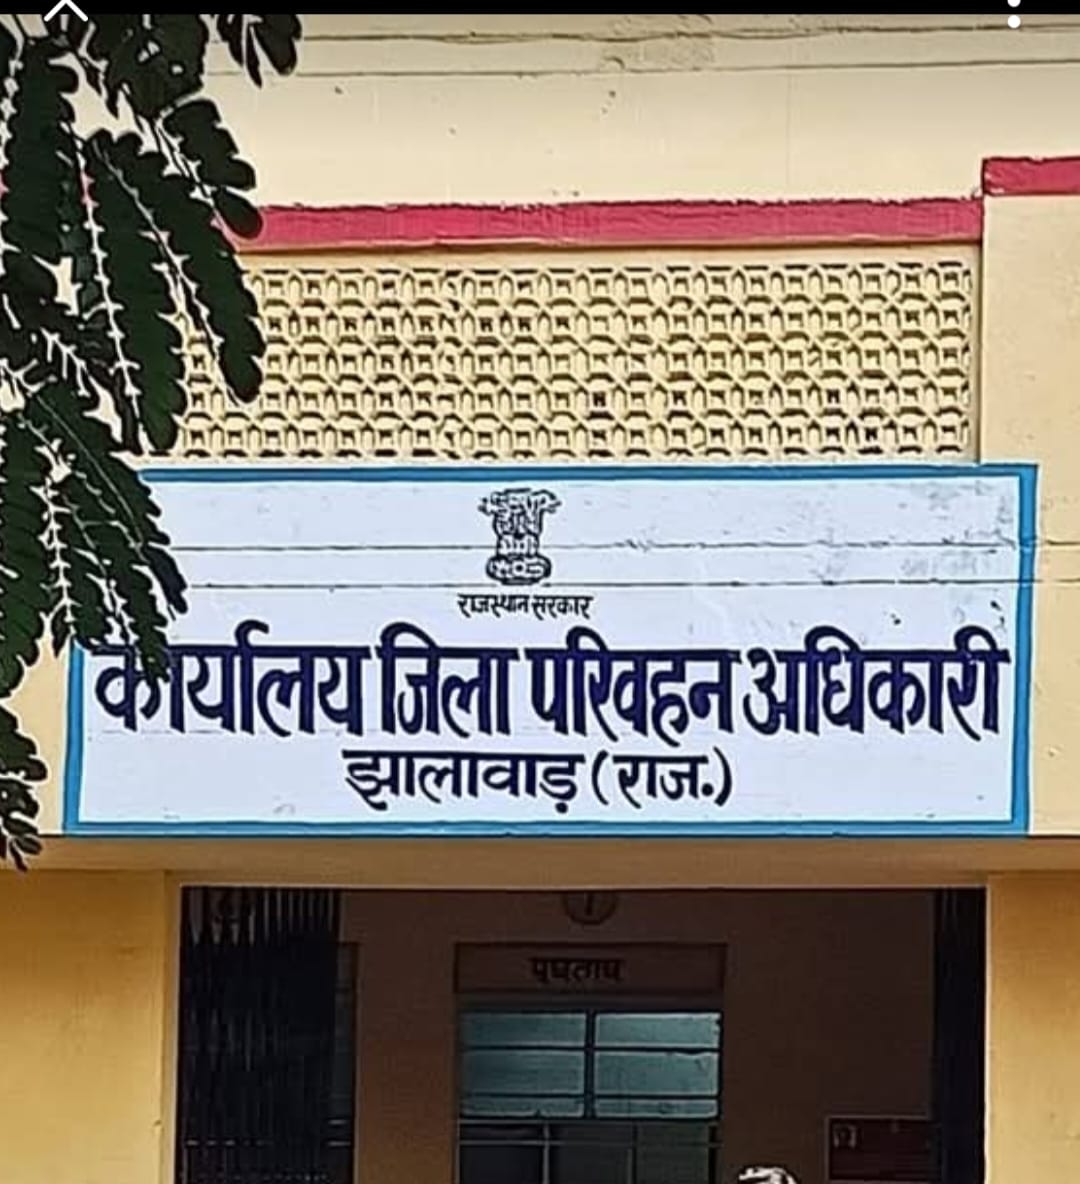 राजस्थान सरकार
कार्यालय जिला परिवहन अधिकारी
झालावाड़ (राज.)